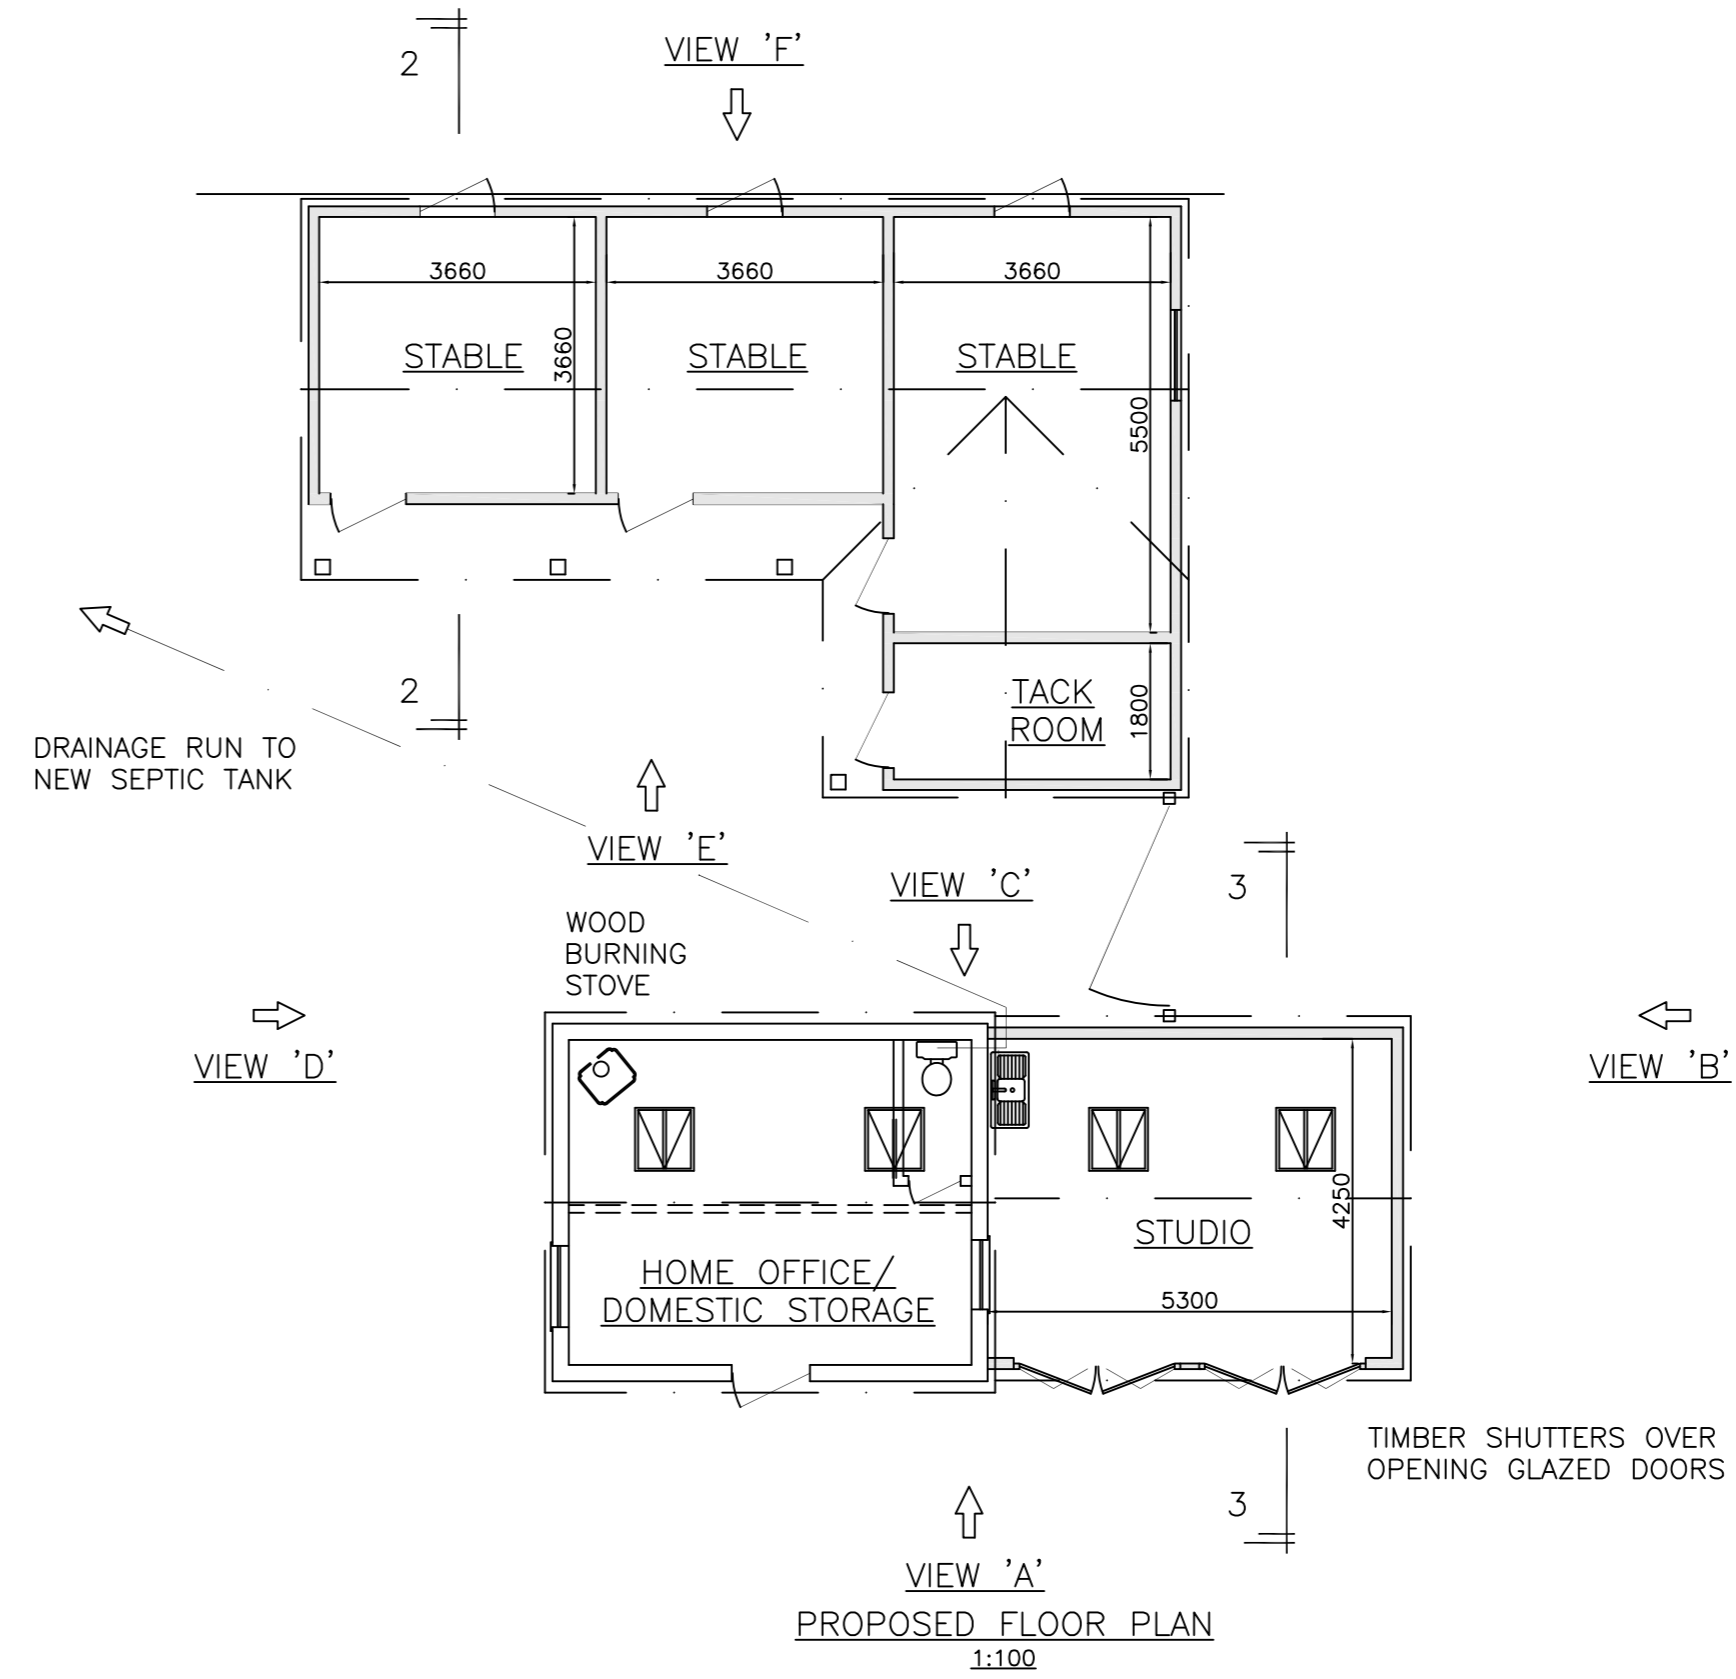 2
VIEW 'F'
3660
3660
3660
STABLE
3660
STABLE
STABLE
5500
2
TACK
ROOM
1800
DRAINAGE RUN TO
NEW SEPTIC TANK
VIEW 'E'
VIEW 'C'
3
WOOD
BURNING
STOVE
VIEW 'D'
VIEW 'B'
4250
STUDIO
HOME OFFICE/
DOMESTIC STORAGE
5300
TIMBER SHUTTERS OVER
OPENING GLAZED DOORS
3
VIEW 'A'
PROPOSED FLOOR PLAN
1:100